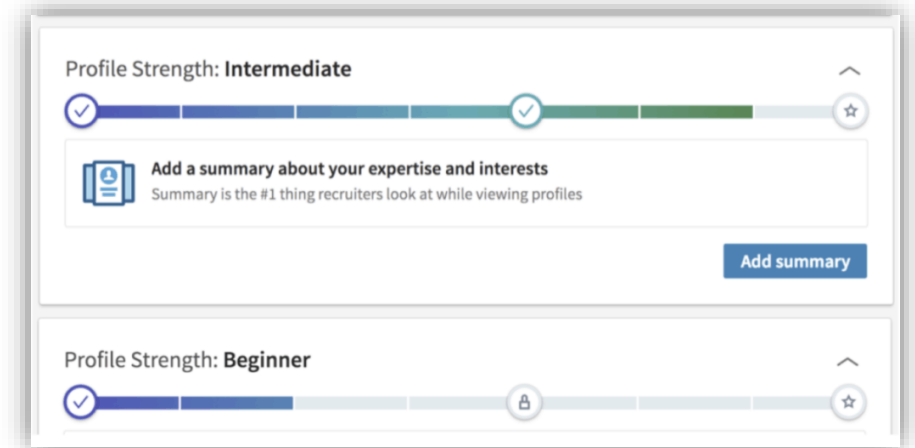 Profile Strength: Intermediate
Add a summary about your expertise and interests
Summary is the #1 thing recruiters look at while viewing profiles
Add summary
Profile Strength: Beginner